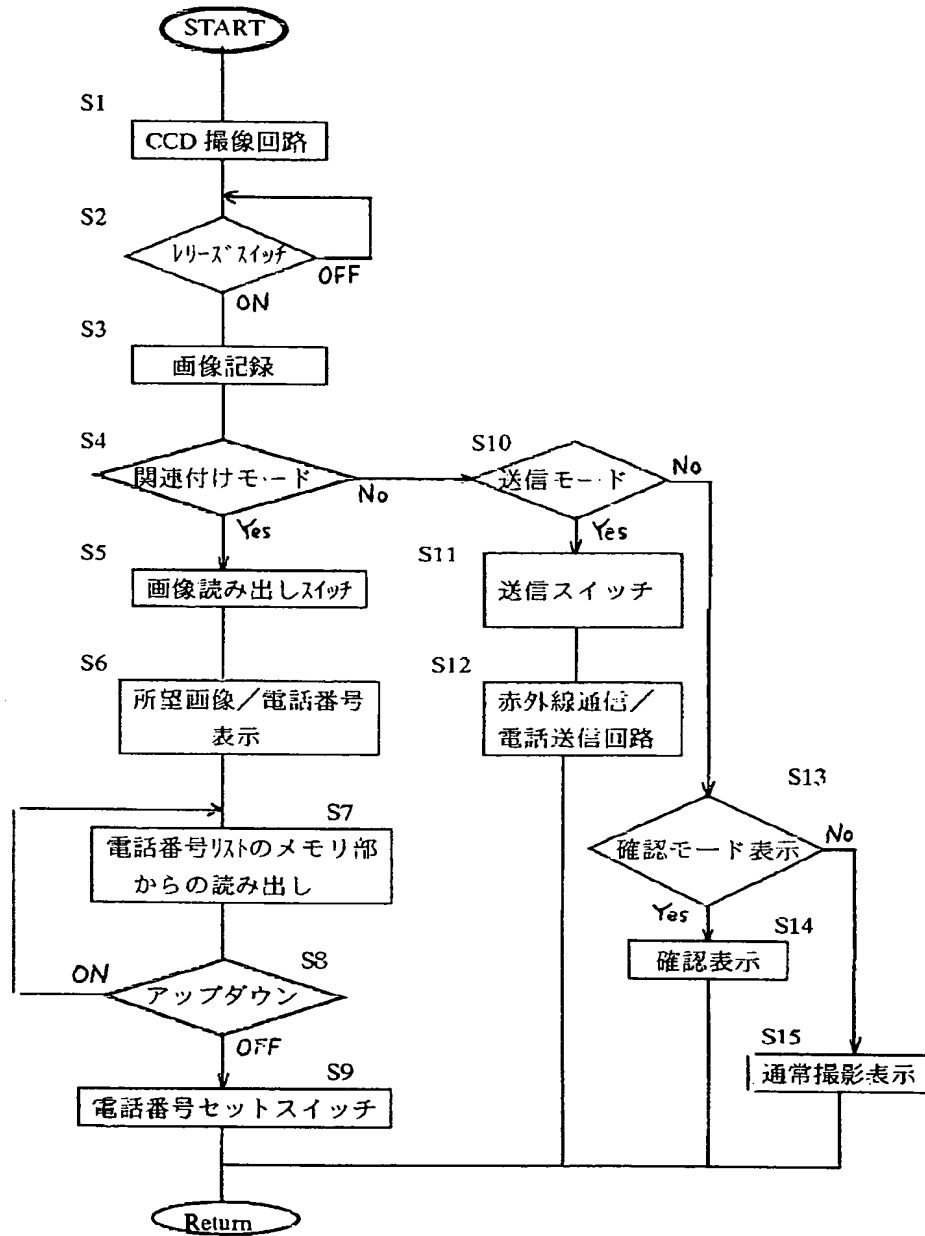 START
S1
CCD 撮像回路
S2
レリーズスイッチ
OFF
ON
S3
画像記録
S4
関連付けモード
No
Yes
S5
画像読み出しスイッチ
S6
所望画像／電話番号
表示
S7
電話番号リストのメモリ部
からの読み出し
S8
アップダウン
ON
OFF
S9
電話番号セットスイッチ
S10
送信モード
No
Yes
S11
送信スイッチ
S12
赤外線通信／
電話送信回路
S13
確認モード表示
No
Yes
S14
確認表示
S15
通常撮影表示
Return